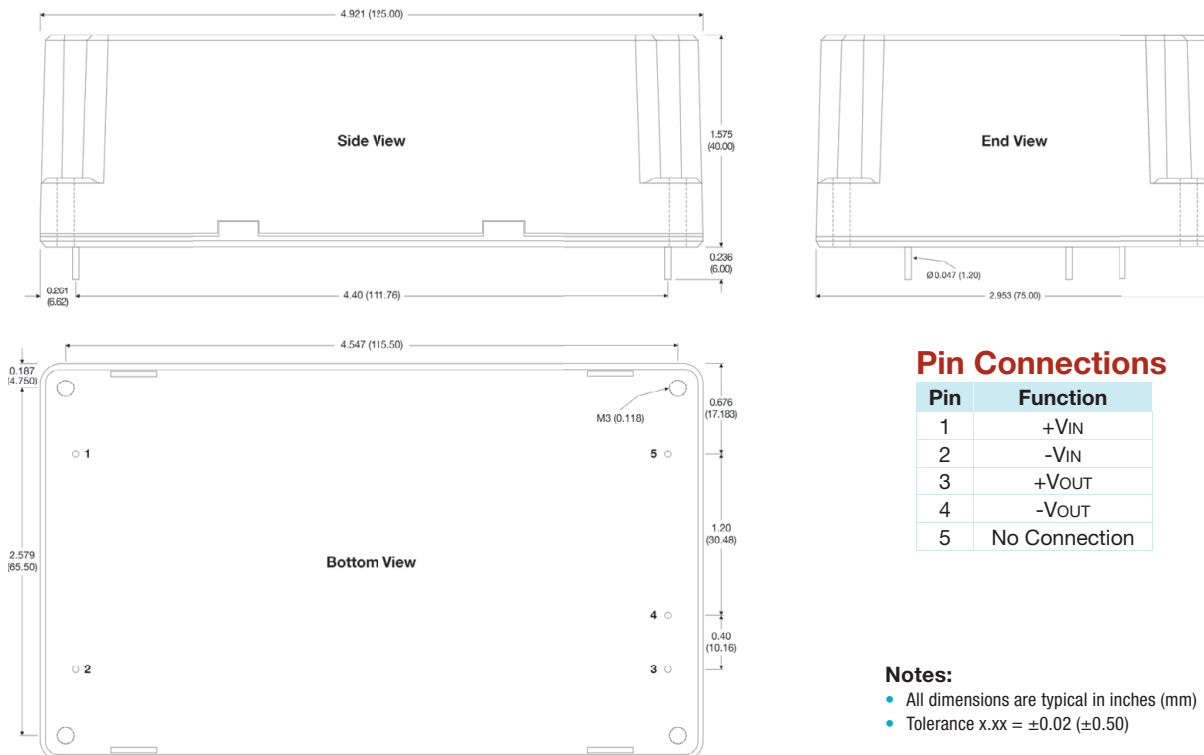 4.921 (125.00)
Side View
1.575
(40.00)
0.236
(6.00)
0.261
(6.62)
4.40 (111.76)
End View
Ø0.047 (1.20)
2.953 (75.00)
4.547 (115.50)
0.187
(4.750)
M3 (0.118)
0.676
(17.183)
1
5
2.579
(65.50)
Bottom View
1.20
(30.48)
4
0.40
(10.16)
2
3
Pin Connections
Pin Function
1 +VIN
2 -VIN
3 +VOUT
4 -VOUT
5 No Connection
Notes:
• All dimensions are typical in inches (mm)
• Tolerance x.xx = ±0.02 (±0.50)